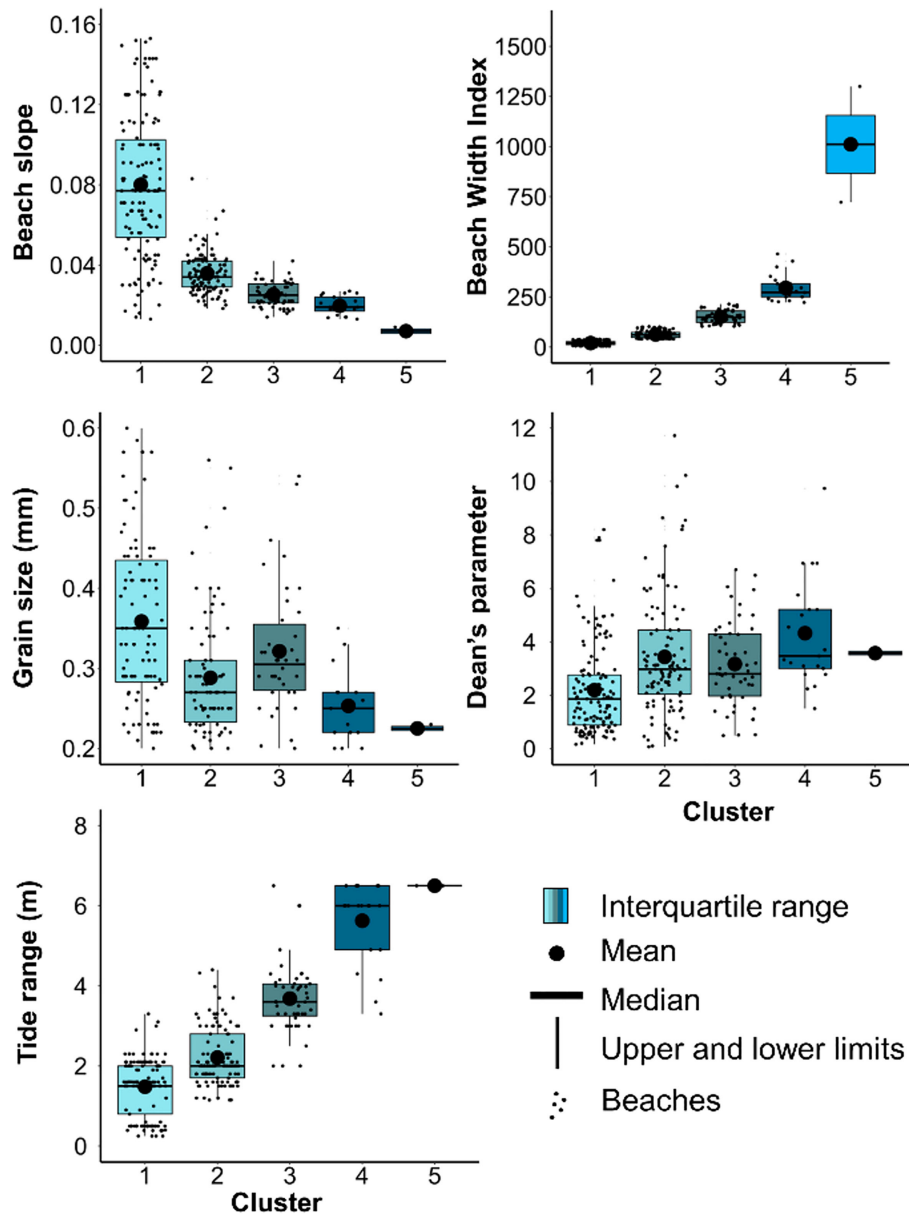 Beach slope
0.16
0.12
0.08
0.04
0.00
1 2 3 4 5
Beach Width Index
1500
1250
1000
750
500
250
0
1 2 3 4 5
Grain size (mm)
0.6
0.5
0.4
0.3
0.2
1 2 3 4 5
Dean's parameter
12
10
8
6
4
2
0
1 2 3 4 5
Cluster
Tide range (m)
8
6
4
2
0
1 2 3 4 5
Cluster
Interquartile range
Mean
Median
Upper and lower limits
Beaches